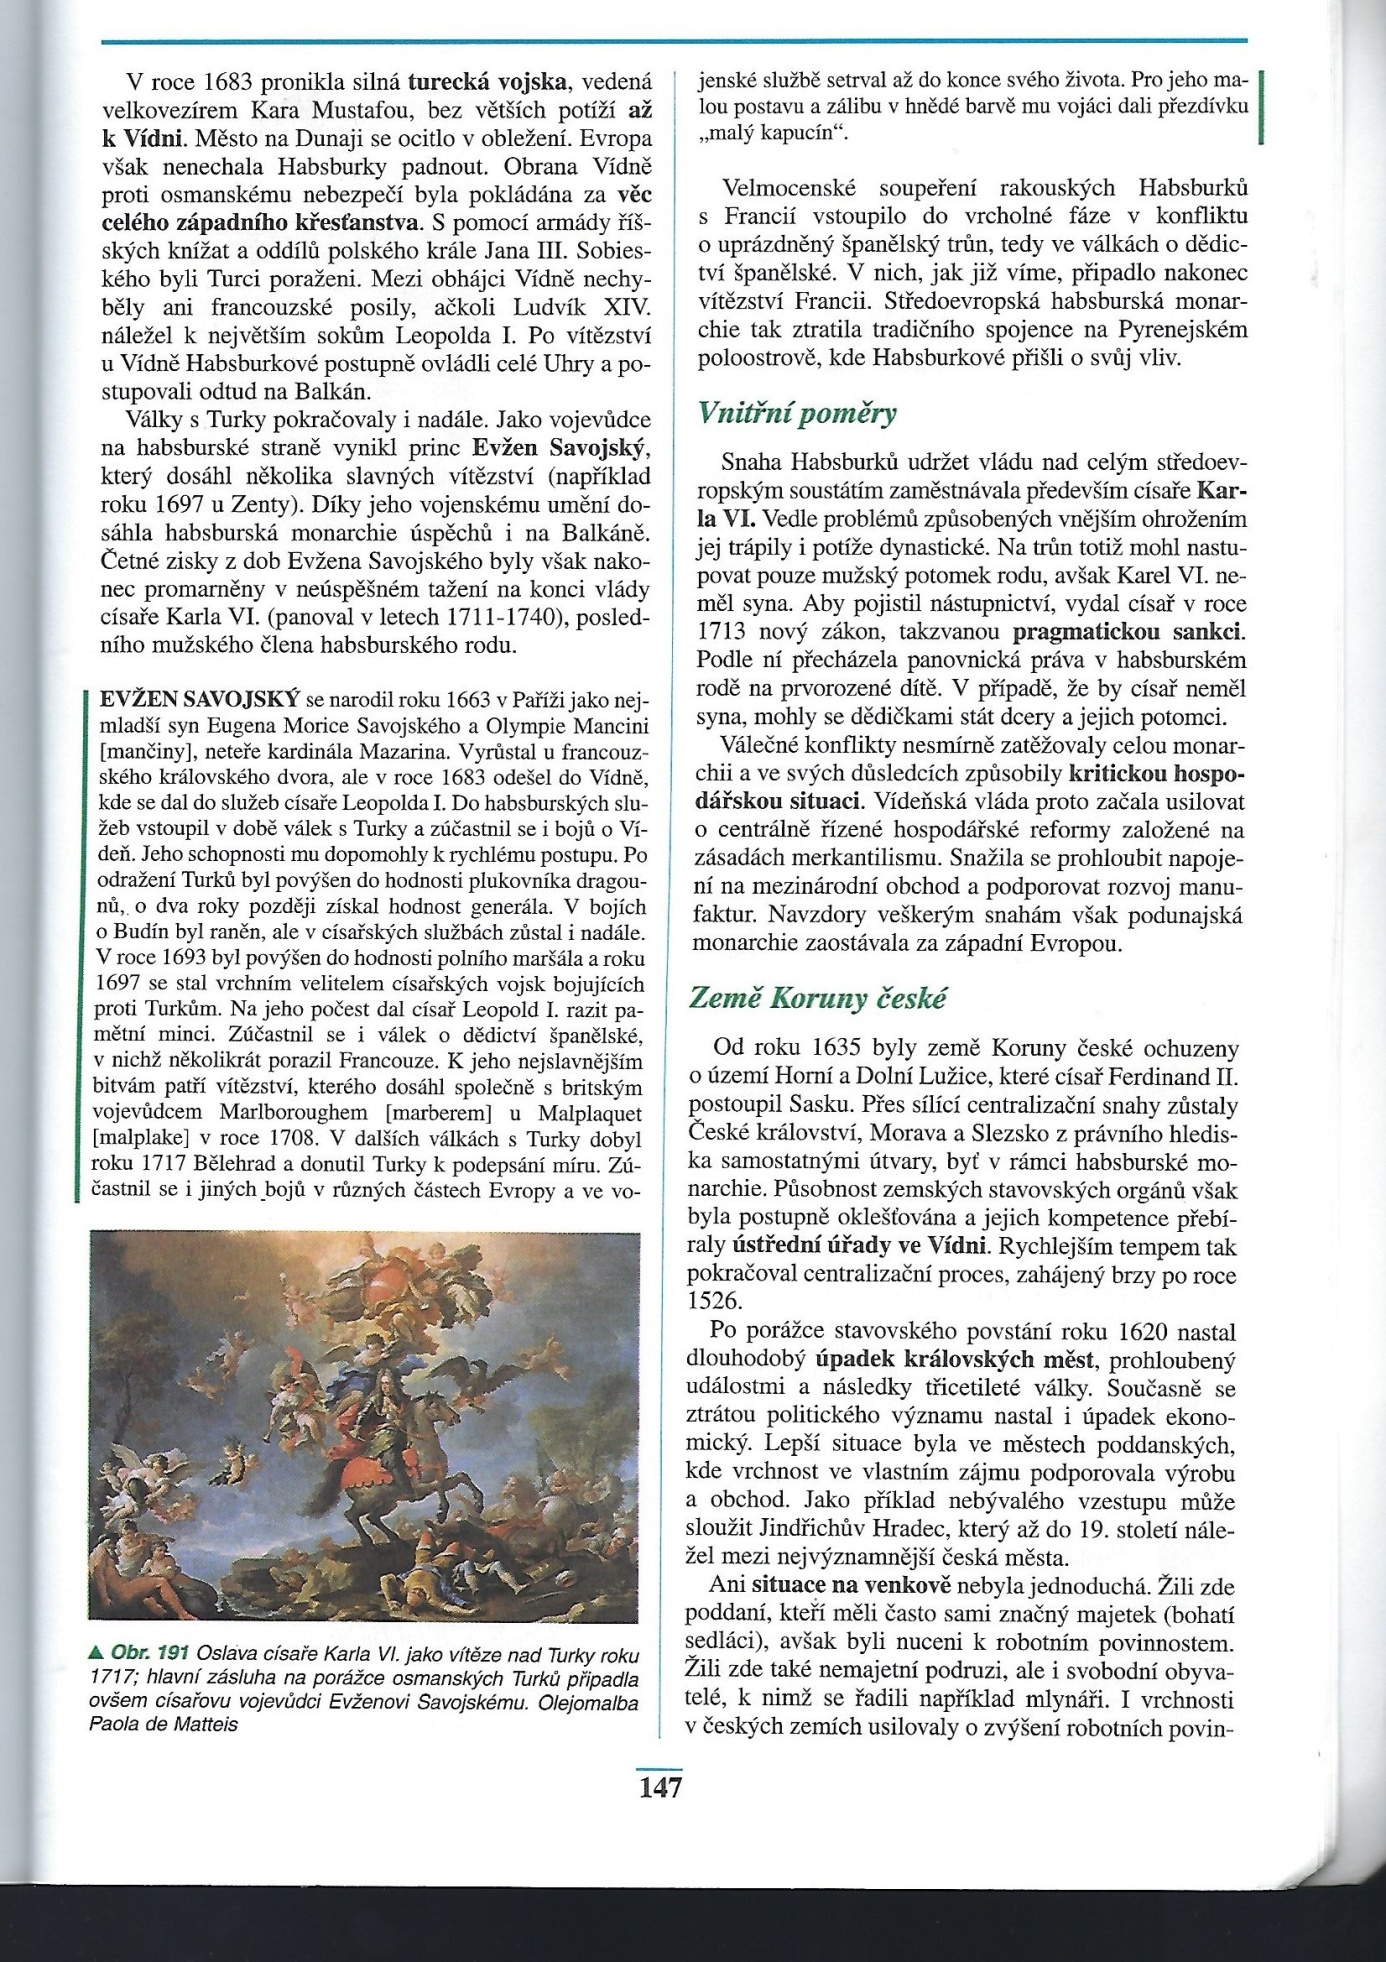 V roce 1683 pronikla silná turecká vojska, vedená
velkovezírem Kara Mustafou, bez větších potíží až
k Vídni. Město na Dunaji se ocitlo v obležení. Evropa
však nenechala Habsburky padnout. Obrana Vídně
proti osmanskému nebezpečí byla pokládána za věc
celého západního křesťanstva. S pomocí armády říš-
ských knížat a oddílů polského krále Jana III. Sobies-
kého byli Turci poraženi. Mezi obhájci Vídně nechy-
běly ani francouzské posily, ačkoli Ludvík XIV.
náležel k největším sokům Leopolda I. Po vítězství
u Vídně Habsburkové postupně ovládli celé Uhry a po-
stupovali odtud na Balkán.
Války s Turky pokračovaly i nadále. Jako vojevůdce
na habsburské straně vynikl princ Evžen Savojský,
který dosáhl několika slavných vítězství (například
roku 1697 u Zenty). Díky jeho vojenskému umění do-
sáhla habsburská monarchie úspěchů i na Balkáně.
Četné zisky z dob Evžena Savojského byly však nako-
nec promarněny v neúspěšném tažení na konci vlády
císaře Karla VI. (panoval v letech 1711-1740), posled-
ního mužského člena habsburského rodu.
EVŽEN SAVOJSKÝ se narodil roku 1663 v Paříži jako nej-
mladší syn Eugena Morice Savojského a Olympie Mancini
[mančiny], neteře kardinála Mazarina. Vyrůstal u francouz-
ského královského dvora, ale v roce 1683 odešel do Vídně,
kde se dal do služeb císaře Leopolda I. Do habsburských slu-
žeb vstoupil v době válek s Turky a zúčastnil se i bojů o Ví-
deň. Jeho schopnosti mu dopomohly k rychlému postupu. Po
odražení Turků byl povýšen do hodnosti plukovníka dragou-
nů, o dva roky později získal hodnost generála. V bojích
o Budín byl raněn, ale v císařských službách zůstal i nadále.
V roce 1693 byl povýšen do hodnosti polního maršála a roku
1697 se stal vrchním velitelem císařských vojsk bojujících
proti Turkům. Na jeho počest dal císař Leopold I. razit pa-
mětní minci. Zúčastnil se i válek o dědictví španělské,
v nichž několikrát porazil Francouze. K jeho nejslavnějším
bitvám patří vítězství, kterého dosáhl společně s britským
vojevůdcem Marlboroughem [marberem] u Malplaquet
[malplake] v roce 1708. V dalších válkách s Turky dobyl
roku 1717 Bělehrad a donutil Turky k podepsání míru. Zú-
častnil se i jiných bojů v různých částech Evropy a ve vo-
▲ Obr. 191 Oslava císaře Karla VI. jako vítěze nad Turky roku
1717; hlavní zásluha na porážce osmanských Turků připadla
ovšem císařovu vojevůdci Evženovi Savojskému. Olejomalba
Paola de Matteis
jenské službě setrval až do konce svého života. Pro jeho ma-
lou postavu a zálibu v hnědé barvě mu vojáci dali přezdívku
„malý kapucín“.
Velmocenské soupeření rakouských Habsburků
s Francií vstoupilo do vrcholné fáze v konfliktu
o uprázdněný španělský trůn, tedy ve válkách o dědic-
tví španělské. V nich, jak již víme, připadlo nakonec
vítězství Francii. Středoevropská habsburská monar-
chie tak ztratila tradičního spojence na Pyrenejském
poloostrově, kde Habsburkové přišli o svůj vliv.
Vnitřní poměry
Snaha Habsburků udržet vládu nad celým středoev-
ropským soustátím zaměstnávala především císaře Kar-
la VI. Vedle problémů způsobených vnějším ohrožením
jej trápily i potíže dynastické. Na trůn totiž mohl nastu-
povat pouze mužský potomek rodu, avšak Karel VI. ne-
měl syna. Aby pojistil nástupnictví, vydal císař v roce
1713 nový zákon, takzvanou pragmatickou sankci.
Podle ní přecházela panovnická práva v habsburském
rodě na prvorozené dítě. V případě, že by císař neměl
syna, mohly se dědičkami stát dcery a jejich potomci.
Válečné konflikty nesmírně zatěžovaly celou monar-
chii a ve svých důsledcích způsobily kritickou hospo-
dářskou situaci. Vídeňská vláda proto začala usilovat
o centrálně řízené hospodářské reformy založené na
zásadách merkantilismu. Snažila se prohloubit napoje-
ní na mezinárodní obchod a podporovat rozvoj manu-
faktur. Navzdory veškerým snahám však podunajská
monarchie zaostávala za západní Evropou.
Země Koruny české
Od roku 1635 byly země Koruny české ochuzeny
o území Horní a Dolní Lužice, které císař Ferdinand II.
postoupil Sasku. Přes sílící centralizační snahy zůstaly
České království, Morava a Slezsko z právního hledis-
ka samostatnými útvary, byť v rámci habsburské mo-
narchie. Působnost zemských stavovských orgánů však
byla postupně oklešťována a jejich kompetence přebí-
raly ústřední úřady ve Vídni. Rychlejším tempem tak
pokračoval centralizační proces, zahájený brzy po roce
1526.
Po porážce stavovského povstání roku 1620 nastal
dlouhodobý úpadek královských měst, prohloubený
událostmi a následky třicetileté války. Současně se
ztrátou politického významu nastal i úpadek ekono-
mický. Lepší situace byla ve městech poddanských,
kde vrchnost ve vlastním zájmu podporovala výrobu
a obchod. Jako příklad nebývalého vzestupu může
sloužit Jindřichův Hradec, který až do 19. století nále-
žel mezi nejvýznamnější česká města.
Ani situace na venkově nebyla jednoduchá. Žili zde
poddaní, kteří měli často sami značný majetek (bohatí
sedláci), avšak byli nuceni k robotním povinnostem.
Žili zde také nemajetní podruzi, ale i svobodní obyva-
telé, k nimž se řadili například mlynáři. I vrchnosti
v českých zemích usilovaly o zvýšení robotních povin-
147